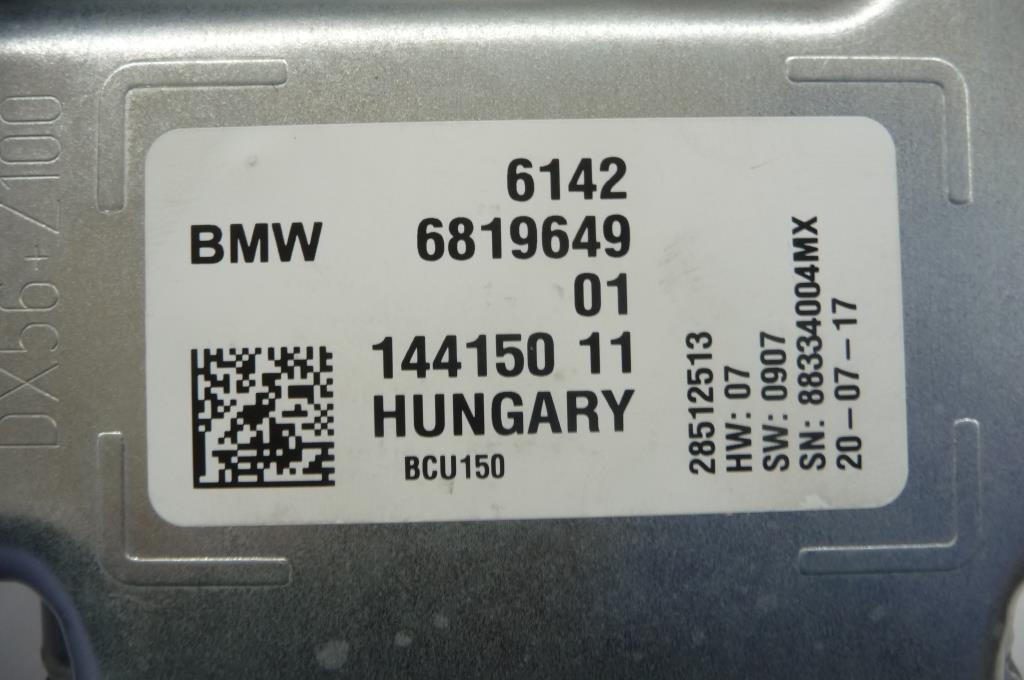 6142
BMW 6819649
01
144150 11
HUNGARY
BCU150
28512513
HW: 07
SW: 0907
SN: 88334004MX
20-07-17
DX56+/100